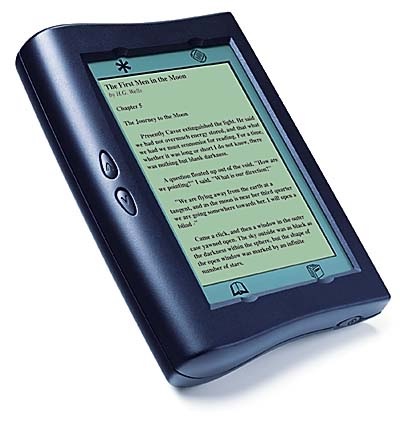 The First Men in the Moon
by H.G. Wells
Chapter 5
The Journey to the Moon
Presently Cavor extinguished the light. He said
we had not overmuch energy stored, and that what
we had we must economise for reading. For a time,
whether it was long or short I do not know, there
was nothing but blank darkness.
A question floated up out of the void. "How are
we pointing?" I said. "What is our direction?"
"We are flying away from the earth at a
tangent, and as the moon is near her third quarter
we are going somewhere towards her. I will open a
blind -"
Came a click, and then a window in the outer
case yawned open. The sky outside was as black as
the darkness within the sphere, but the shape of
the open window was marked by an infinite
number of stars.